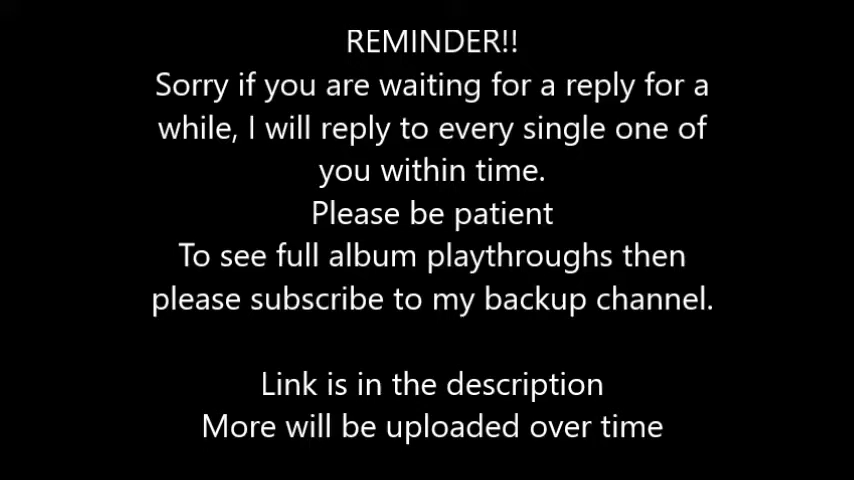 REMINDER!!
Sorry if you are waiting for a reply for a
while, I will reply to every single one of
you within time.
Please be patient
To see full album playthroughs then
please subscribe to my backup channel.
Link is in the description
More will be uploaded over time